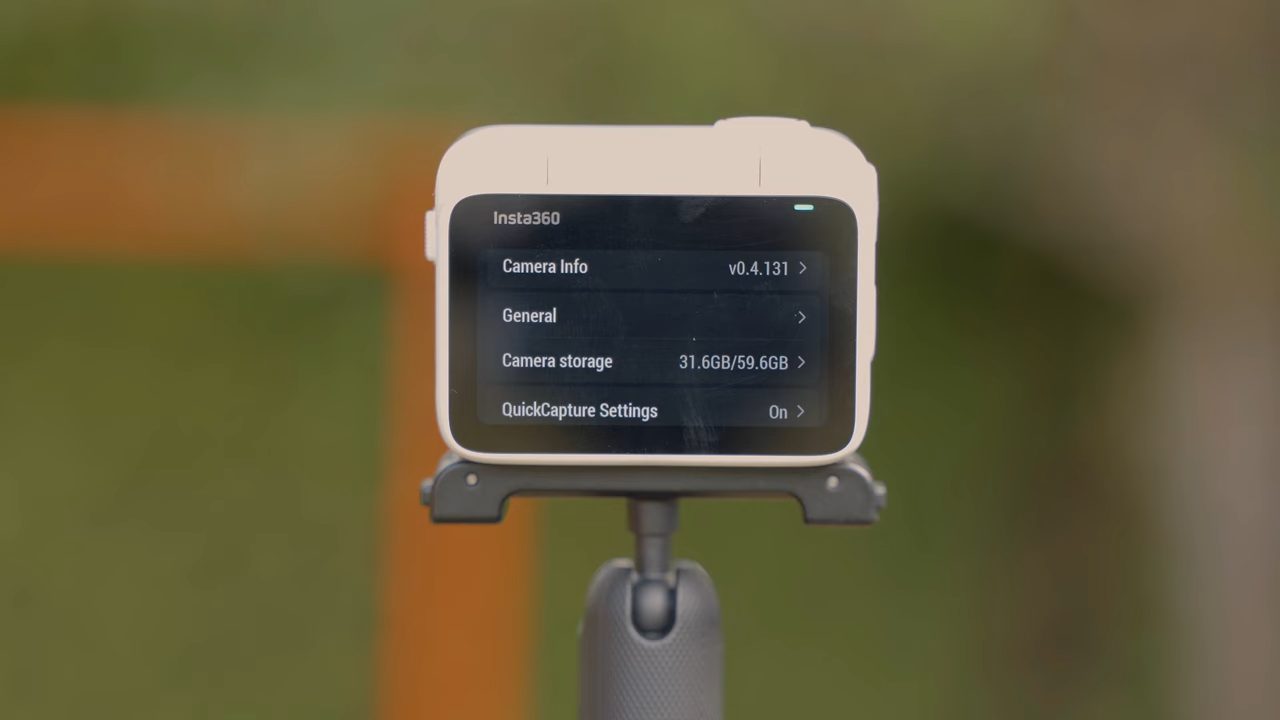 Insta360
Camera Info v0.4.131
General
Camera storage 31.6GB/59.6GB
QuickCapture Settings On